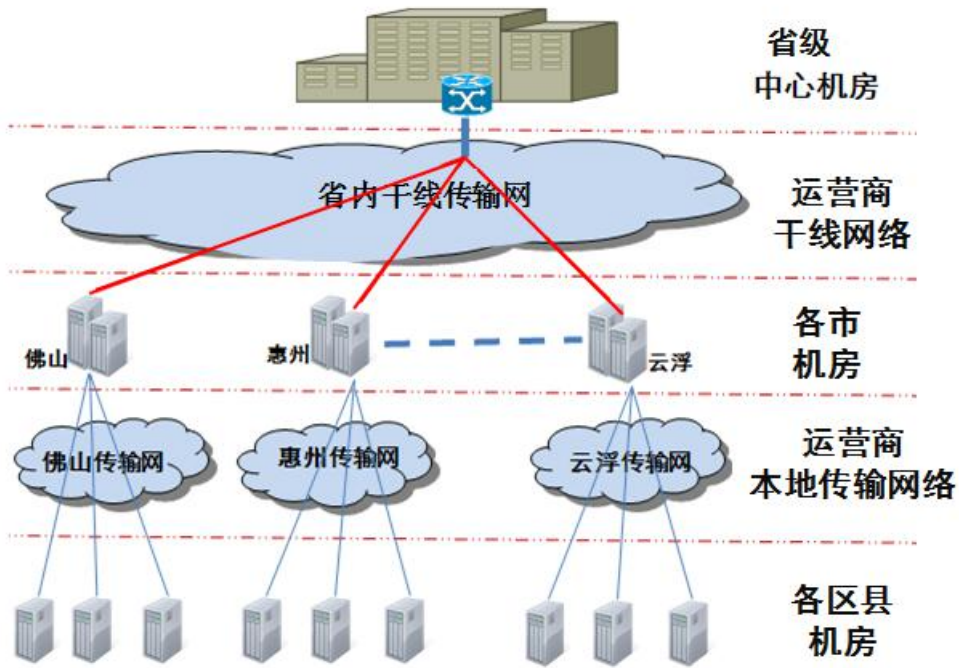 省级
中心机房
省内干线传输网
运营商
干线网络
各市
机房
佛山
惠州
云浮
运营商
本地传输网络
佛山传输网
惠州传输网
云浮传输网
各区县
机房